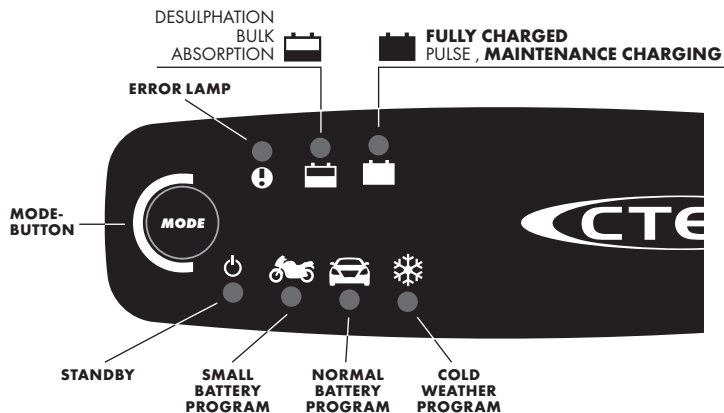 DESULPHATION
BULK
ABSORPTION
FULLY CHARGED
PULSE , MAINTENANCE CHARGING
ERROR LAMP
MODE-
BUTTON
MODE
CTE
STANDBY
SMALL
BATTERY
PROGRAM
NORMAL
BATTERY
PROGRAM
COLD
WEATHER
PROGRAM